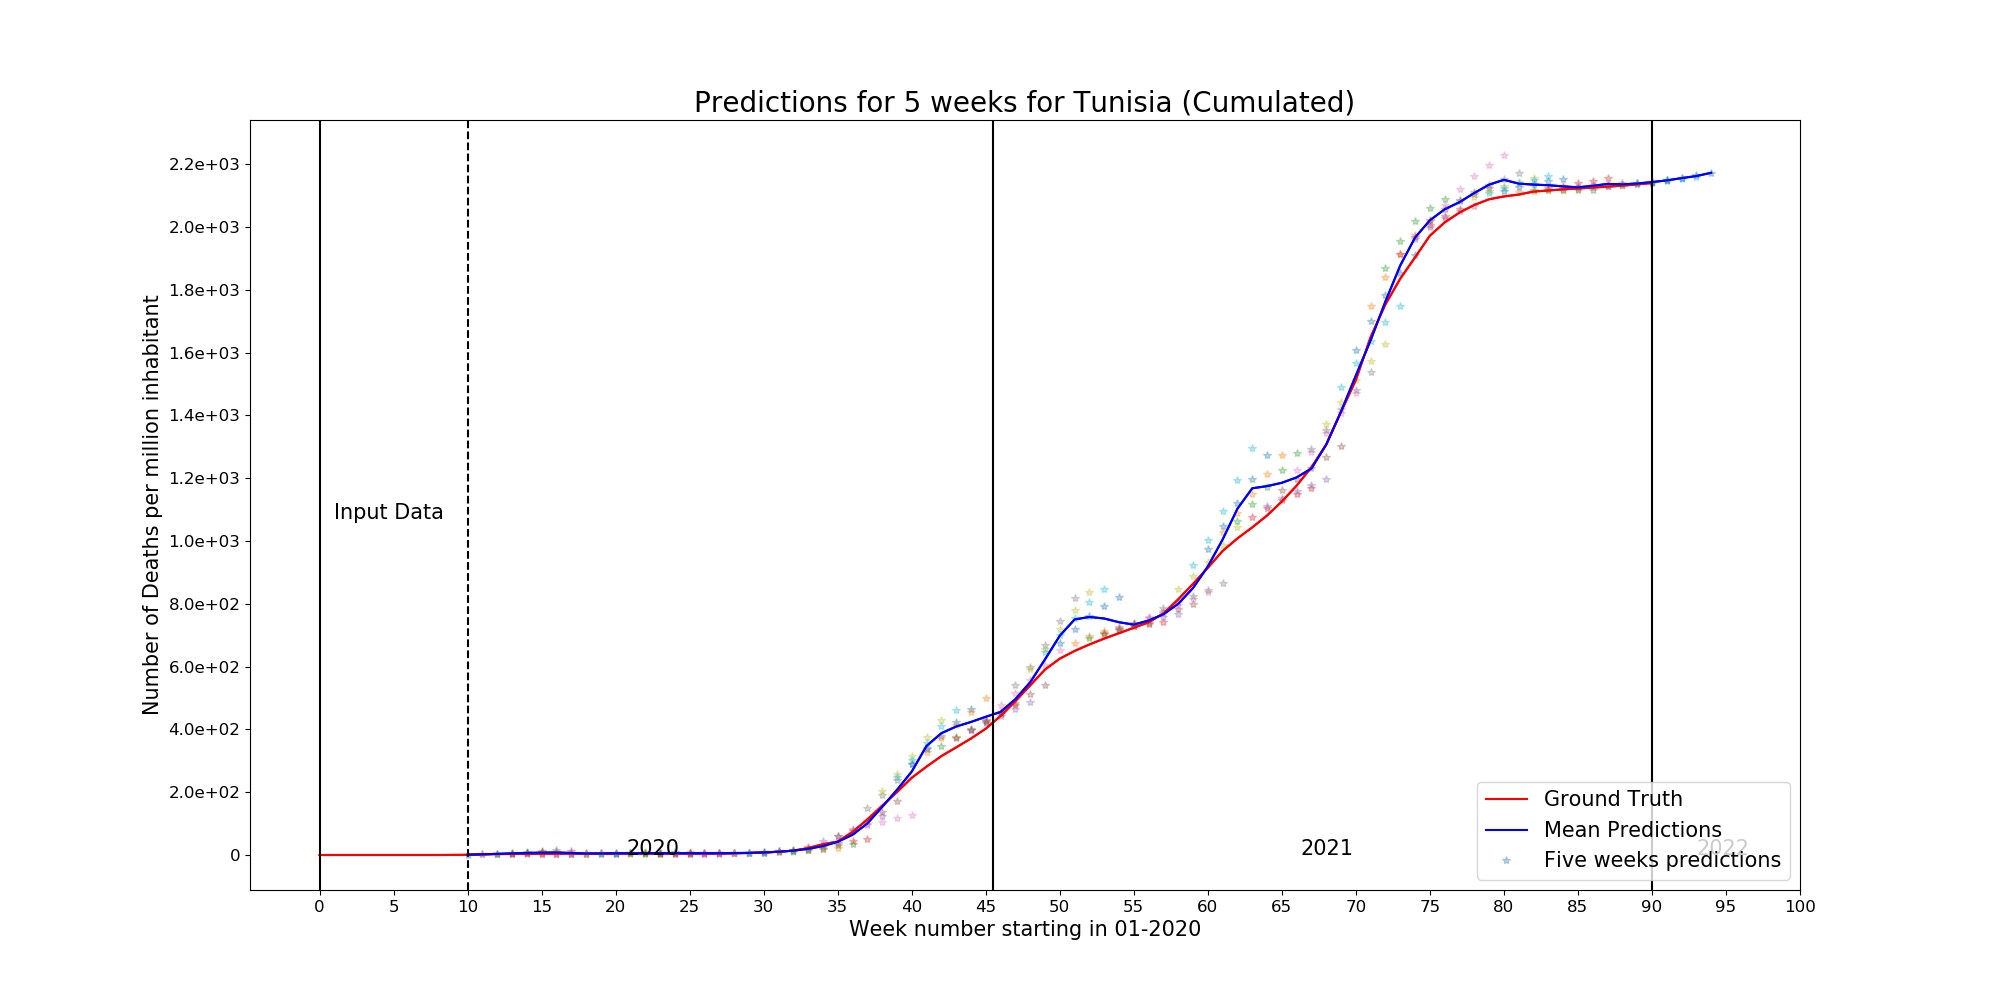 Predictions for 5 weeks for Tunisia (Cumulated)
Number of Deaths per million inhabitant
2.2e+03
2.0e+03
1.8e+03
1.6e+03
1.4e+03
1.2e+03
1.0e+03
8.0e+02
6.0e+02
4.0e+02
2.0e+02
0
Input Data
2020
2021
2022
Ground Truth
Mean Predictions
Five weeks predictions
0 5 10 15 20 25 30 35 40 45 50 55 60 65 70 75 80 85 90 95 100
Week number starting in 01-2020